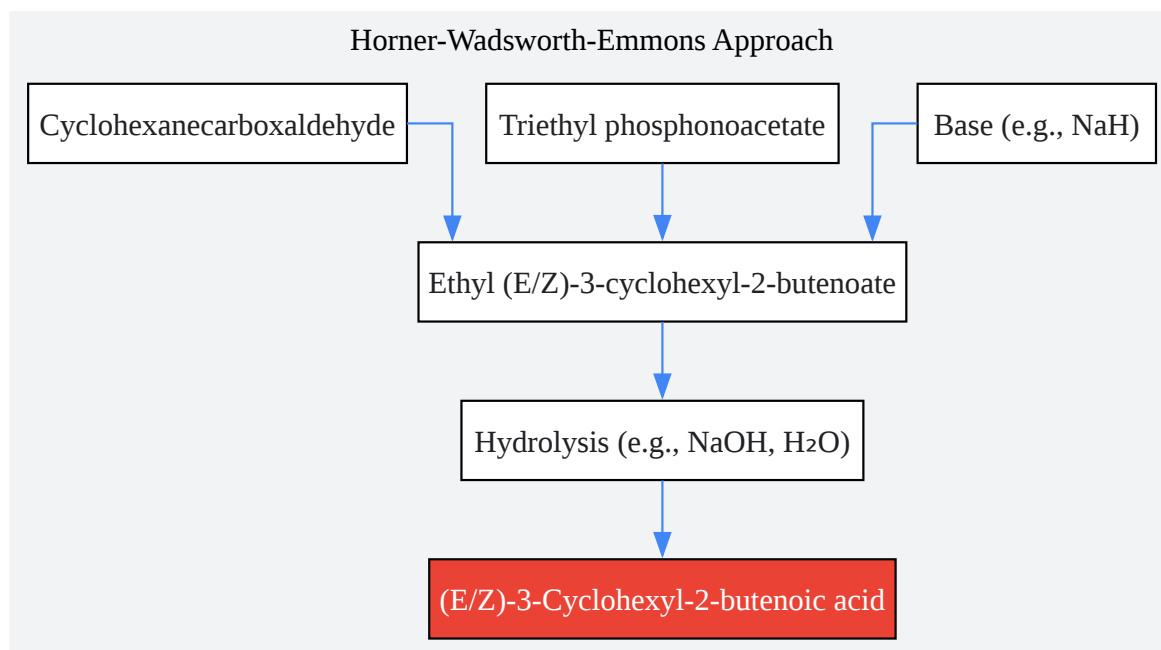 Horner-Wadsworth-Emmons Approach
Cyclohexanecarboxaldehyde
Triethyl phosphonoacetate
Base (e.g., NaH)
Ethyl (E/Z)-3-cyclohexyl-2-butenoate
Hydrolysis (e.g., NaOH, H₂O)
(E/Z)-3-Cyclohexyl-2-butenoic acid